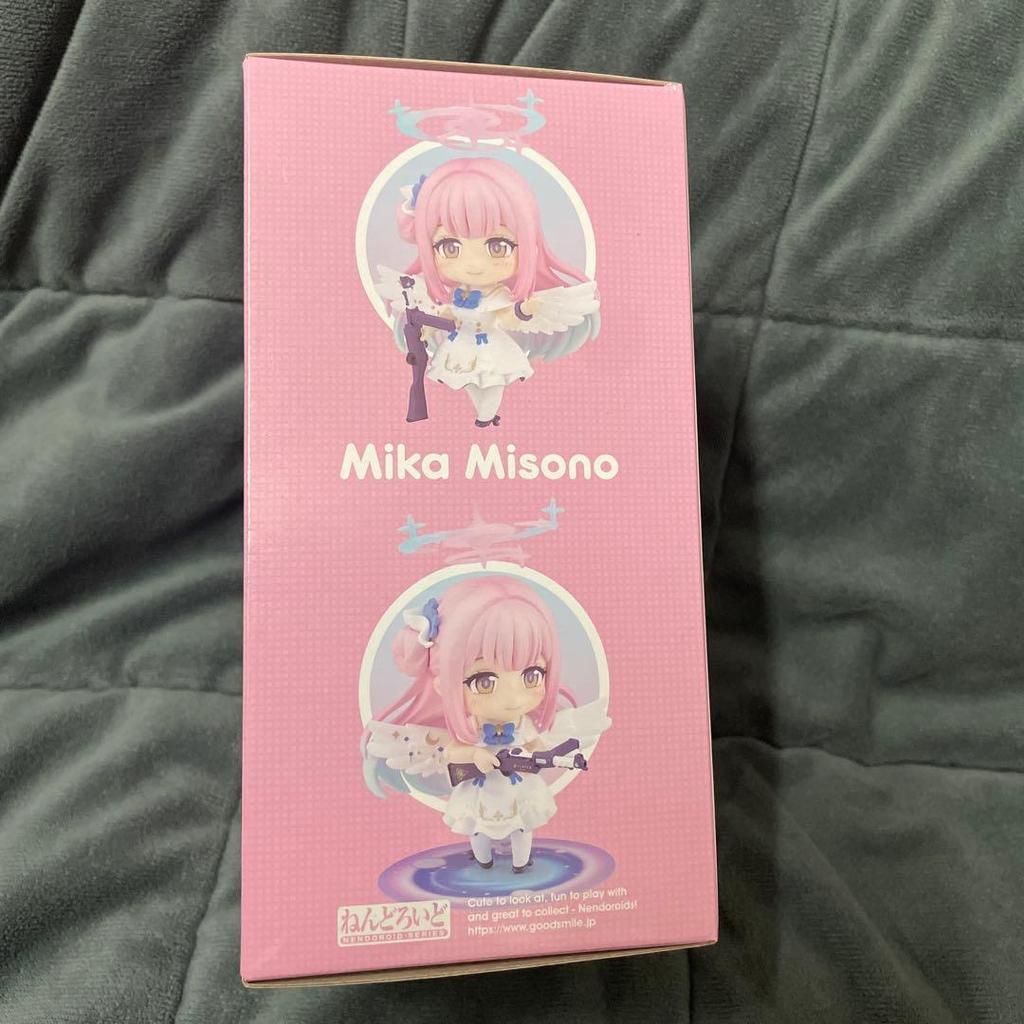 Mika Misono
ねんどろいど
NENDOROID・SERIES
Cute to look at, fun to play with
and great to collect - Nendoroids!
https://www.goodsmile.jp